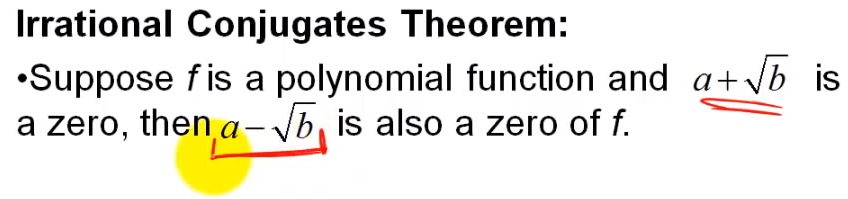 Irrational Conjugates Theorem:
•Suppose f is a polynomial function and a+√b is
a zero, then a−√b is also a zero of f.